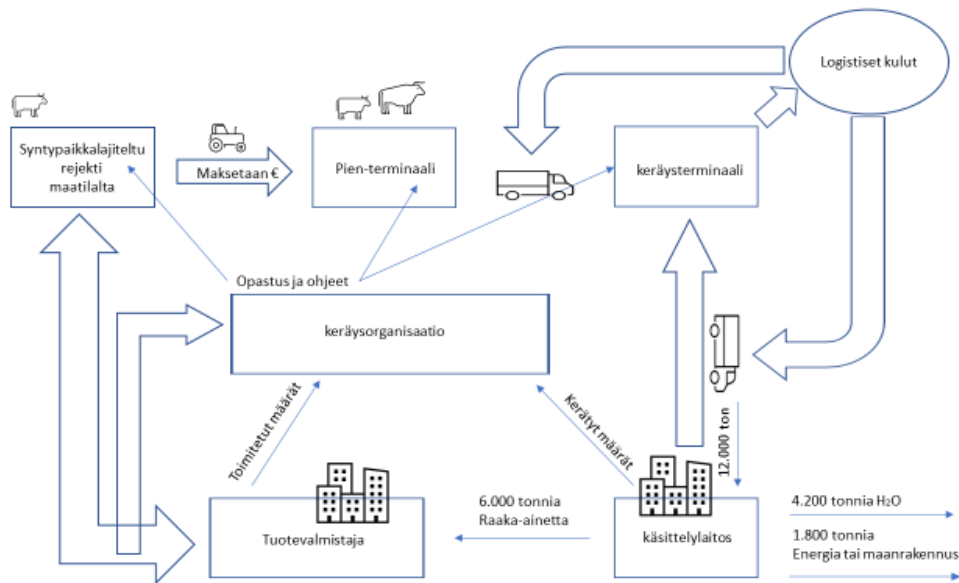 Logistiset kulut
Syntypaikkalajiteltu
rejekti
maatilalta
Maksetaan €
Pien-terminaali
keräysterminaali
Opastus ja ohjeet
keräysorganisaatio
Toimitetut määrät
Kerätyt määrät
12.000 ton
6.000 tonnia
Raaka-ainetta
Tuotevalmistaja
käsittelylaitos
4.200 tonnia H2O
1.800 tonnia
Energia tai maanrakennus